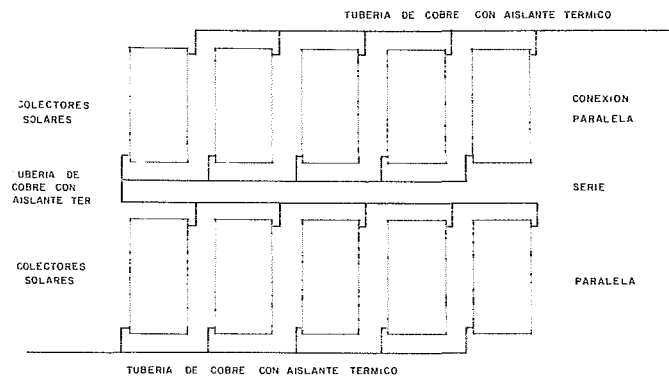 TUBERIA DE COBRE CON AISLANTE TERMICO
COLECTORES
SOLARES
CONEXION
PARALELA
TUBERIA DE
COBRE CON
AISLANTE TER
SERIE
COLECTORES
SOLARES
PARALELA
TUBERIA DE COBRE CON AISLANTE TERMICO